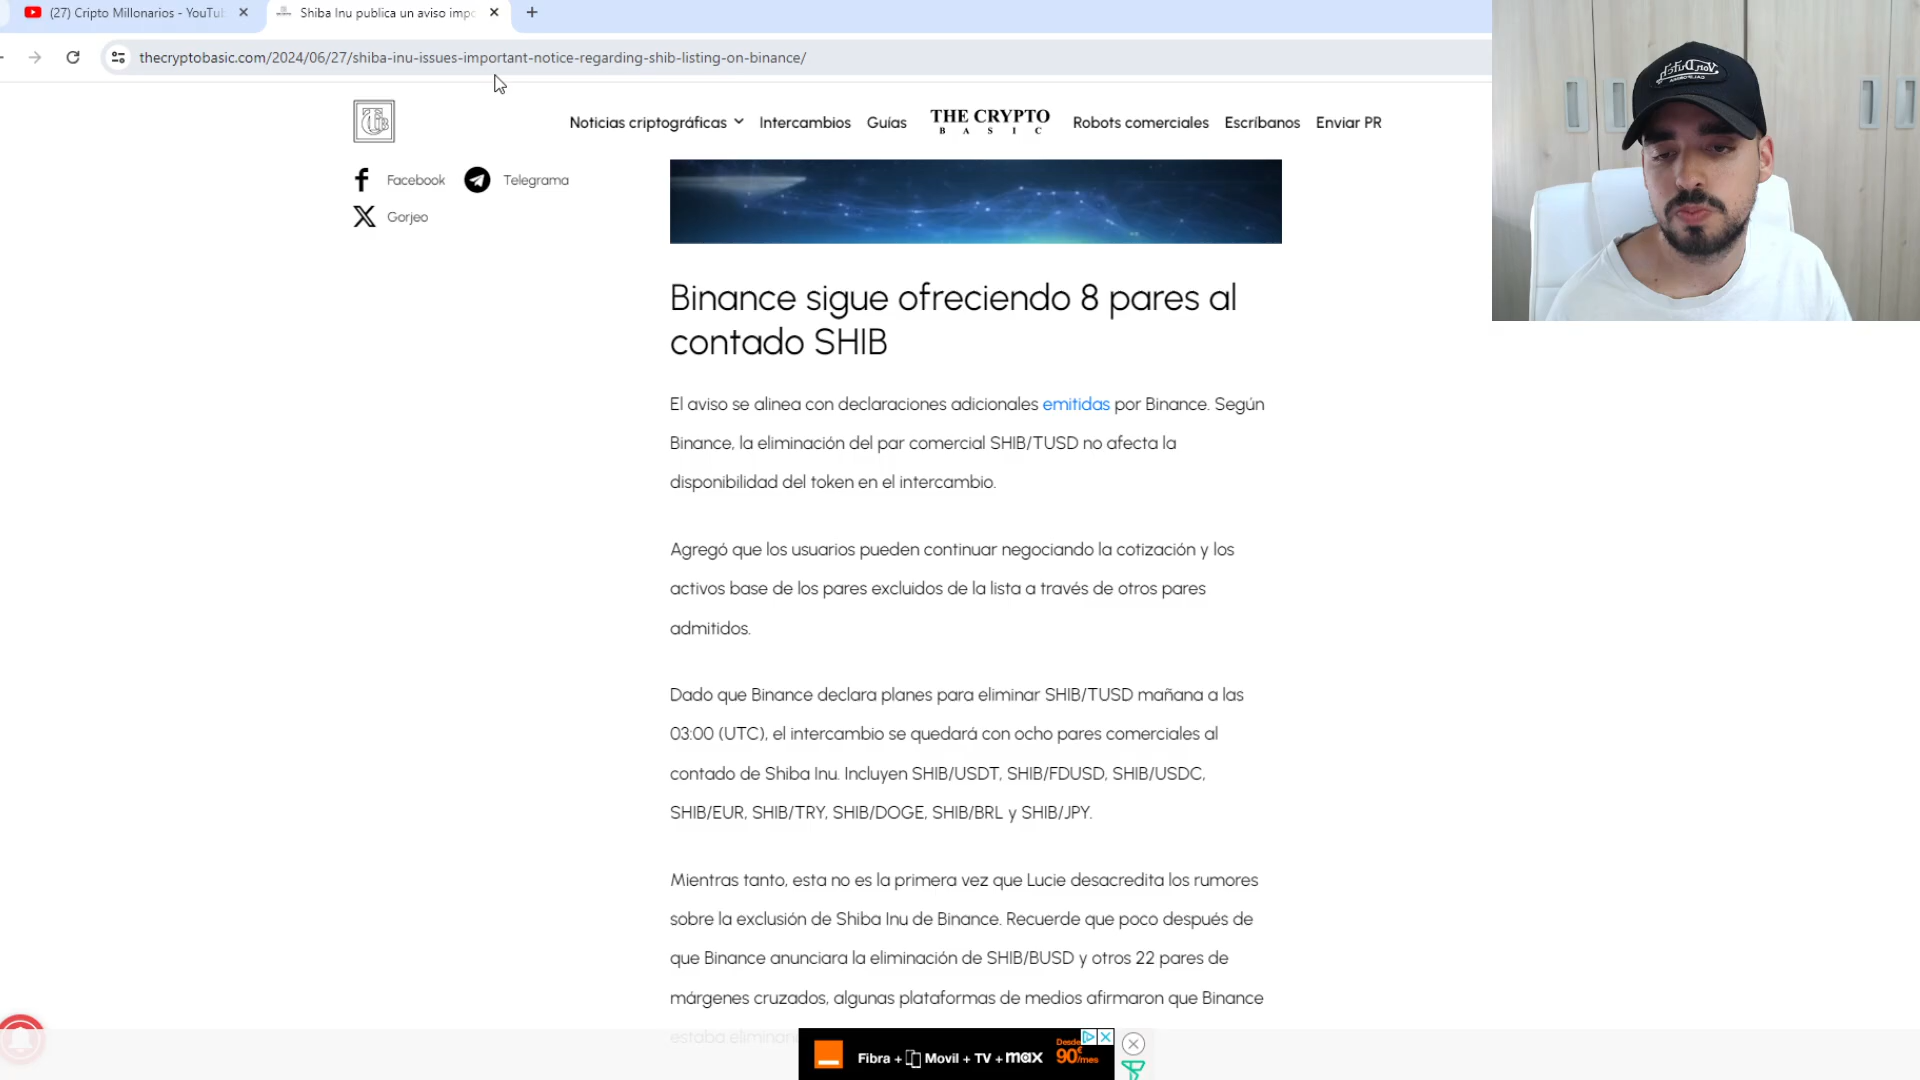 (27) Cripto Millonarios - YouTu
Shiba Inu publica un aviso impo
thecryptobasic.com/2024/06/27/shiba-inu-issues-important-notice-regarding-shib-listing-on-binance/
Noticias criptográficas
Intercambios
Guías
THE CRYPTO
BASIC
Robots comerciales
Escríbanos
Enviar PR
Facebook
Telegrama
Gorjeo
Binance sigue ofreciendo 8 pares al
contado SHIB
El aviso se alinea con declaraciones adicionales emitidas por Binance. Según
Binance, la eliminación del par comercial SHIB/TUSD no afecta la
disponibilidad del token en el intercambio.
Agregó que los usuarios pueden continuar negociando la cotización y los
activos base de los pares excluidos de la lista a través de otros pares
admitidos.
Dado que Binance declara planes para eliminar SHIB/TUSD mañana a las
03:00 (UTC), el intercambio se quedará con ocho pares comerciales al
contado de Shiba Inu. Incluyen SHIB/USDT, SHIB/FDUSD, SHIB/USDC,
SHIB/EUR, SHIB/TRY, SHIB/DOGE, SHIB/BRL y SHIB/JPY.
Mientras tanto, esta no es la primera vez que Lucie desacredita los rumores
sobre la exclusión de Shiba Inu de Binance. Recuerde que poco después de
que Binance anunciara la eliminación de SHIB/BUSD y otros 22 pares de
márgenes cruzados, algunas plataformas de medios afirmaron que Binance
estaba
Fibra + Movil + TV + max
Desde
90€/mes